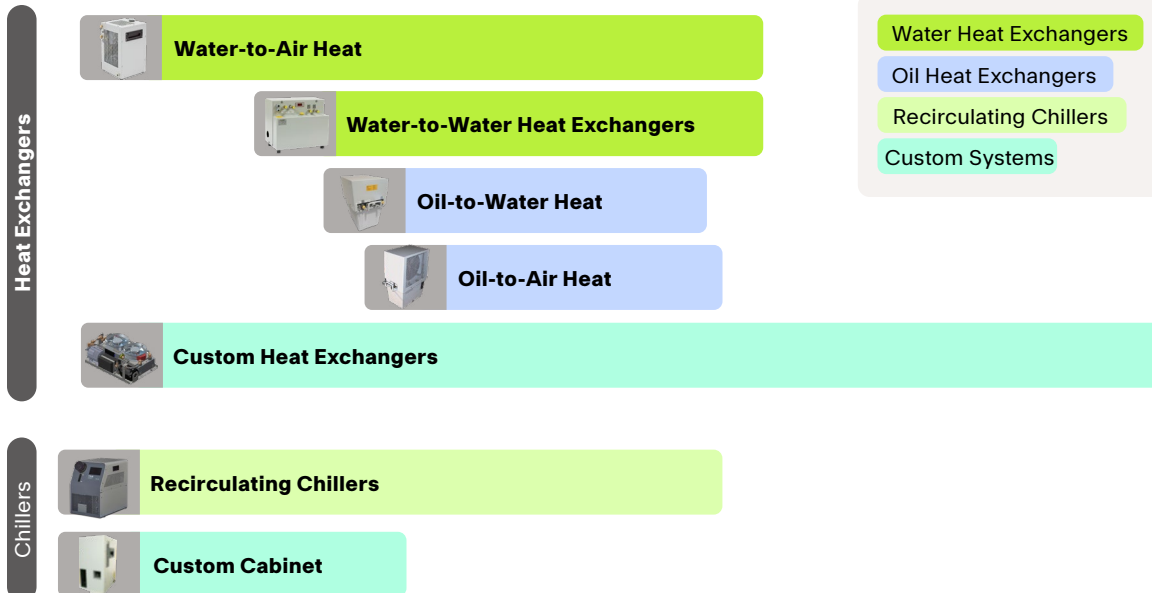 Heat Exchangers
Water-to-Air Heat
Water-to-Water Heat Exchangers
Oil-to-Water Heat
Oil-to-Air Heat
Custom Heat Exchangers
Water Heat Exchangers
Oil Heat Exchangers
Recirculating Chillers
Custom Systems
Chillers
Recirculating Chillers
Custom Cabinet